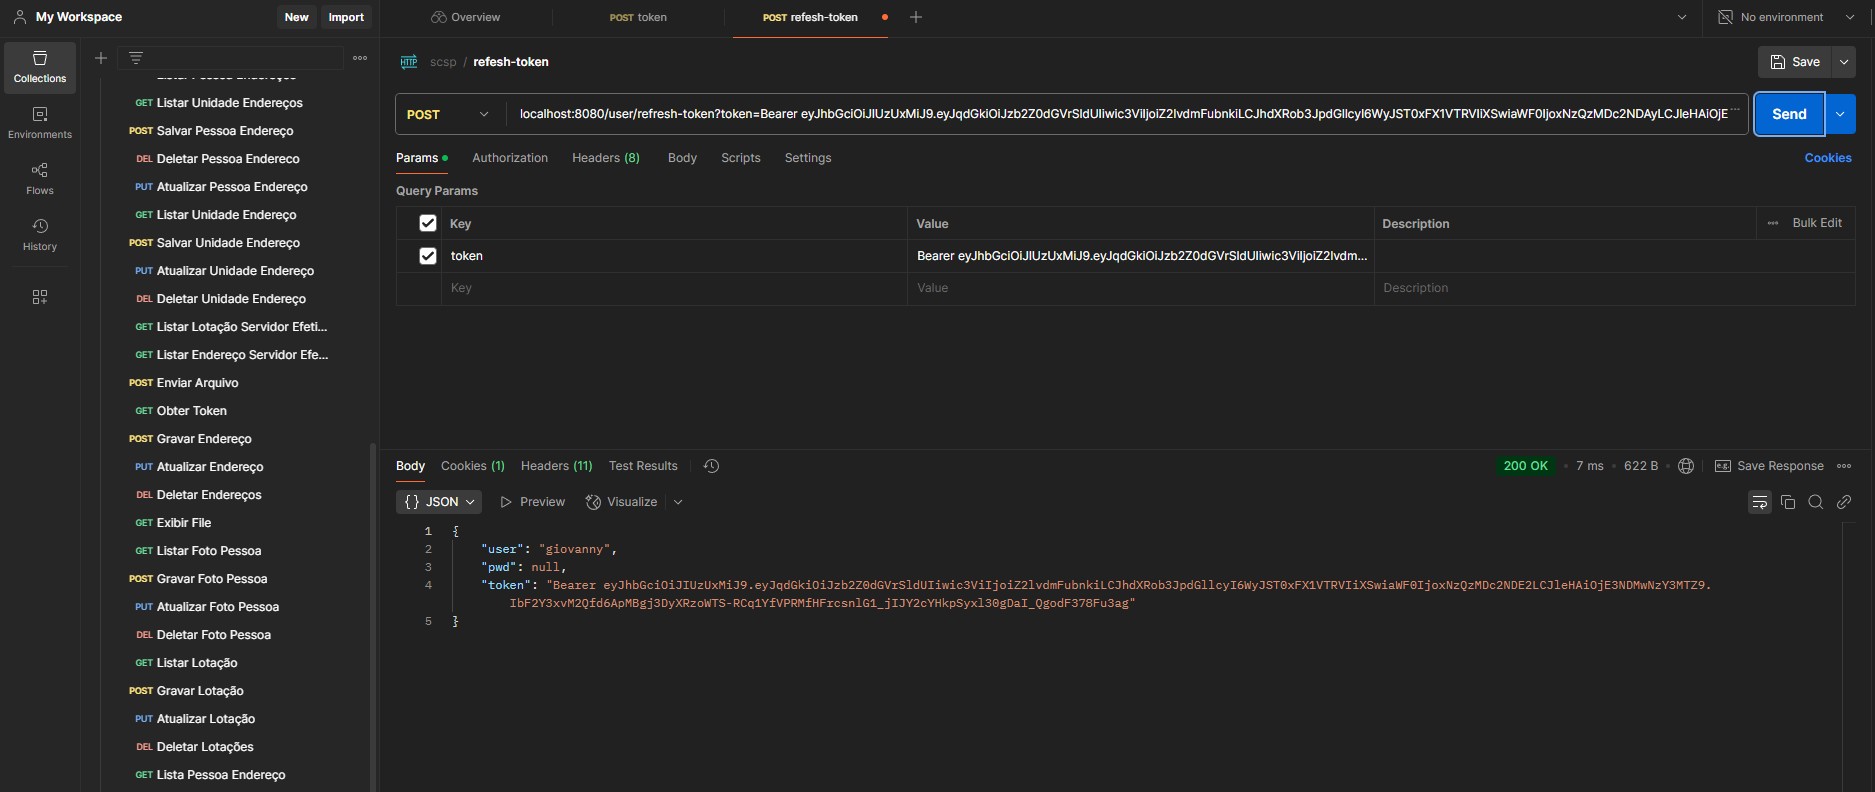 My Workspace
New
Import
Overview
POST token
POST refesh-token
No environment
Collections
Environments
Flows
History
GET Listar Unidade Endereços
POST Salvar Pessoa Endereço
DEL Deletar Pessoa Endereco
PUT Atualizar Pessoa Endereço
GET Listar Unidade Endereço
POST Salvar Unidade Endereço
PUT Atualizar Unidade Endereço
DEL Deletar Unidade Endereço
GET Listar Lotação Servidor Efeti...
GET Listar Endereço Servidor Efe...
POST Enviar Arquivo
GET Obter Token
POST Gravar Endereço
PUT Atualizar Endereço
DEL Deletar Endereços
GET Exibir File
GET Listar Foto Pessoa
POST Gravar Foto Pessoa
PUT Atualizar Foto Pessoa
DEL Deletar Foto Pessoa
GET Listar Lotação
POST Gravar Lotação
PUT Atualizar Lotação
DEL Deletar Lotações
GET Lista Pessoa Endereço
HTTP scsp / refesh-token
Save
POST
localhost:8080/user/refresh-token?token=Bearer
Send
Params
Authorization
Headers (8)
Body
Scripts
Settings
Cookies
Query Params
Key
Value
Description
Bulk Edit
token
Bearer
Key
Value
Description
Body
Cookies (1)
Headers (11)
Test Results
200 OK
7 ms
622 B
e.g.
Save Response
{} JSON
Preview
Visualize
1 {
2 "user": "giovanny",
3 "pwd": null,
4 "token": "Bearer
5 }